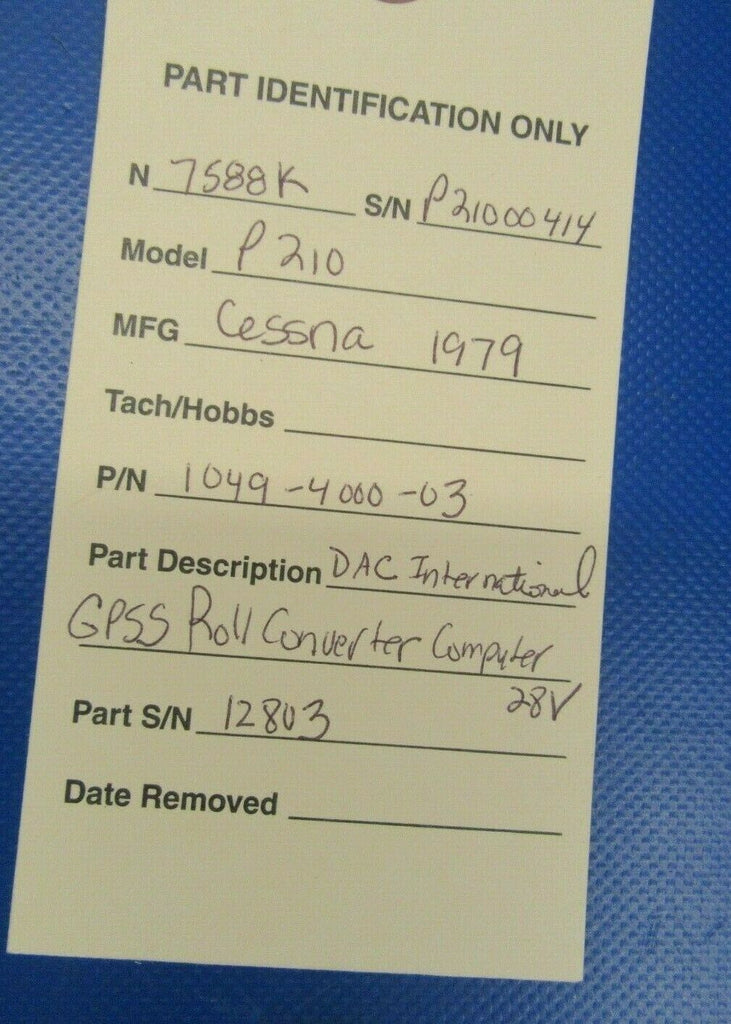 PART IDENTIFICATION ONLY
N 7588K S/N P21000414
Model P210
MFG Cessna 1979
Tach/Hobbs
P/N 1049-4000-03
Part Description DAC International
GPSS Roll Converter Computer
28V
Part S/N 12803
Date Removed